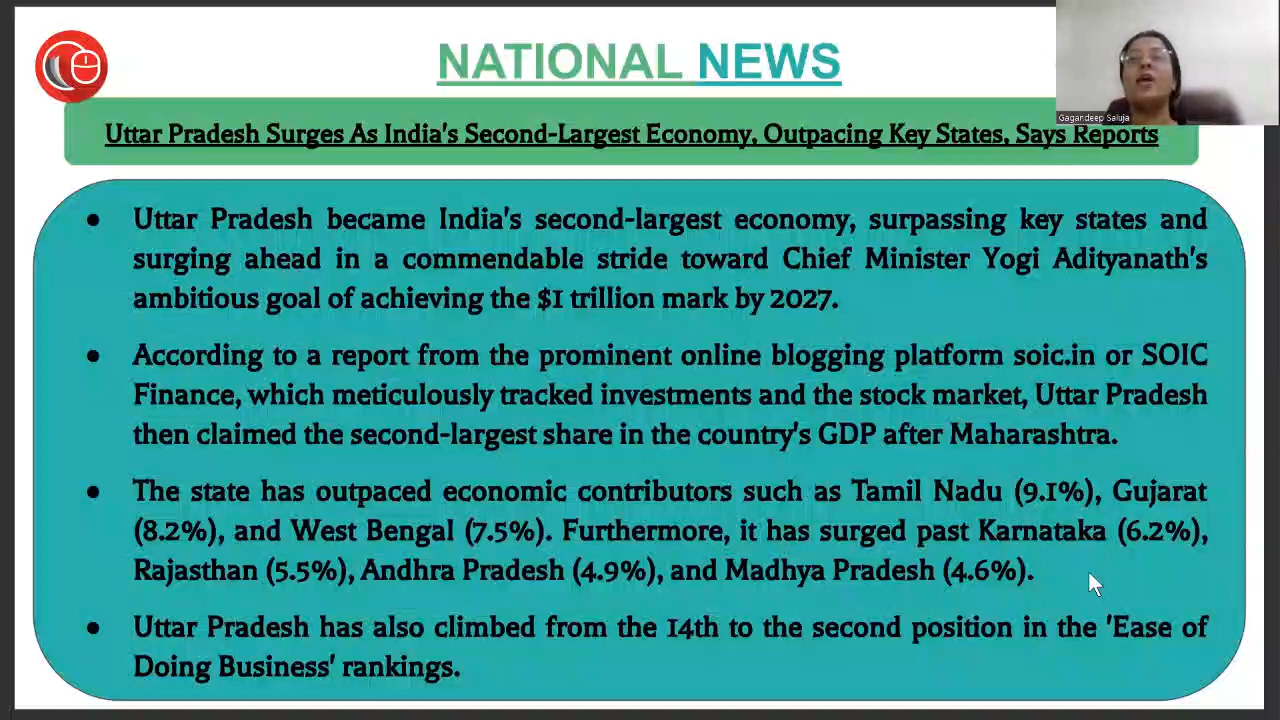 NATIONAL NEWS
Gagandeep Saluja
Uttar Pradesh Surges As India's Second-Largest Economy, Outpacing Key States, Says Reports
● Uttar Pradesh became India's second-largest economy, surpassing key states and
surging ahead in a commendable stride toward Chief Minister Yogi Adityanath's
ambitious goal of achieving the $1 trillion mark by 2027.
● According to a report from the prominent online blogging platform soic.in or SOIC
Finance, which meticulously tracked investments and the stock market, Uttar Pradesh
then claimed the second-largest share in the country's GDP after Maharashtra.
● The state has outpaced economic contributors such as Tamil Nadu (9.1%), Gujarat
(8.2%), and West Bengal (7.5%). Furthermore, it has surged past Karnataka (6.2%),
Rajasthan (5.5%), Andhra Pradesh (4.9%), and Madhya Pradesh (4.6%).
● Uttar Pradesh has also climbed from the 14th to the second position in the 'Ease of
Doing Business' rankings.